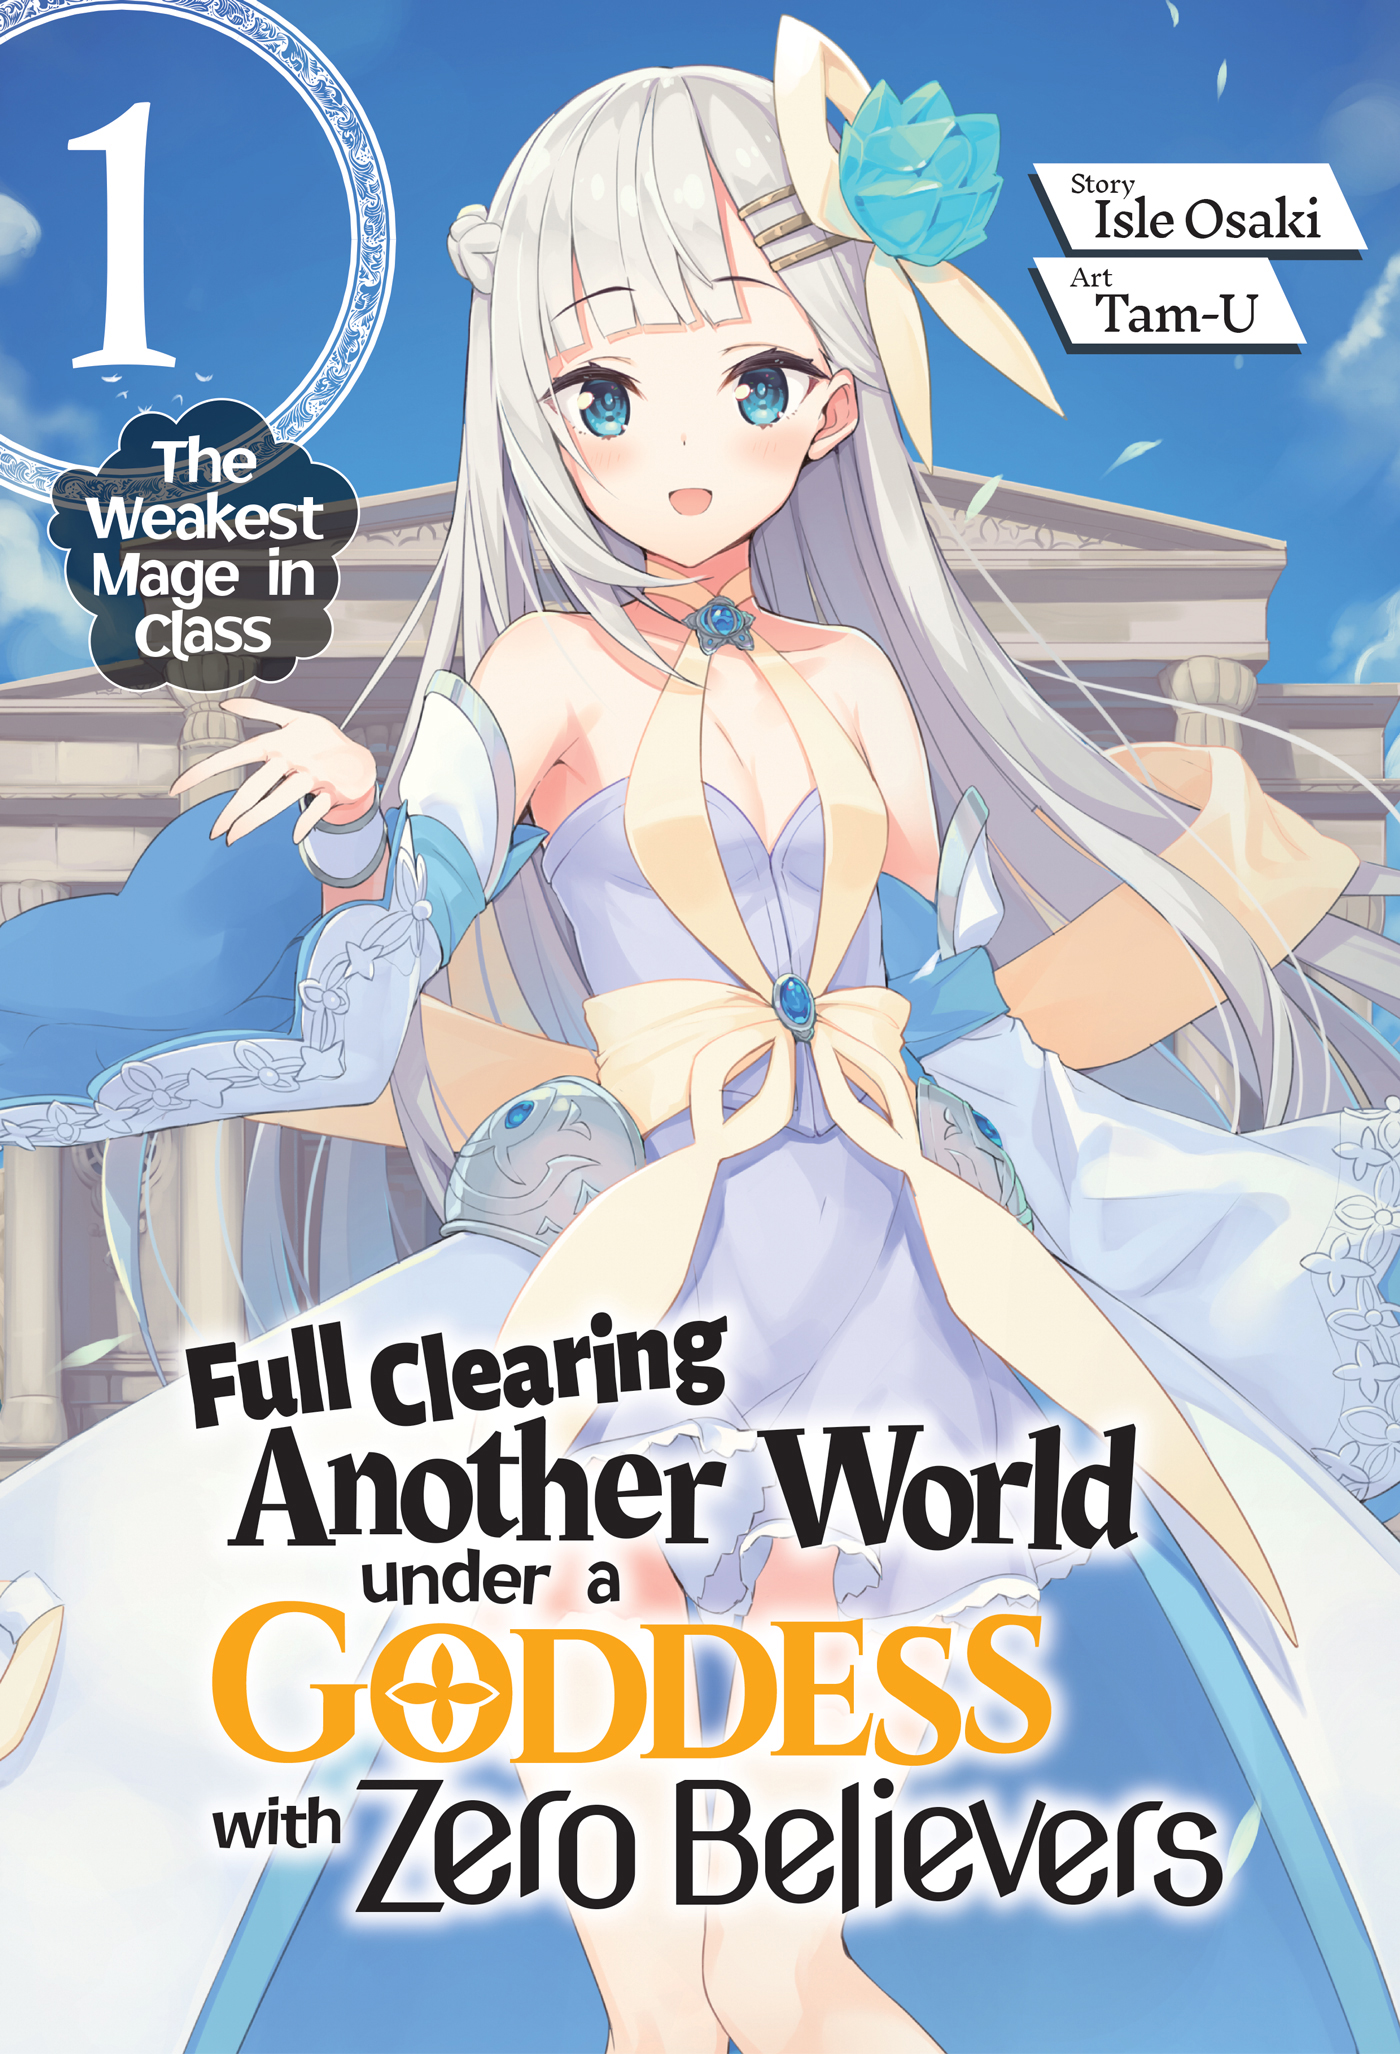 1
The
Weakest
Mage in
Class
Story
Isle Osaki
Art
Tam-U
Full Clearing
Another World
under a
GODDESS
with Zero Believers